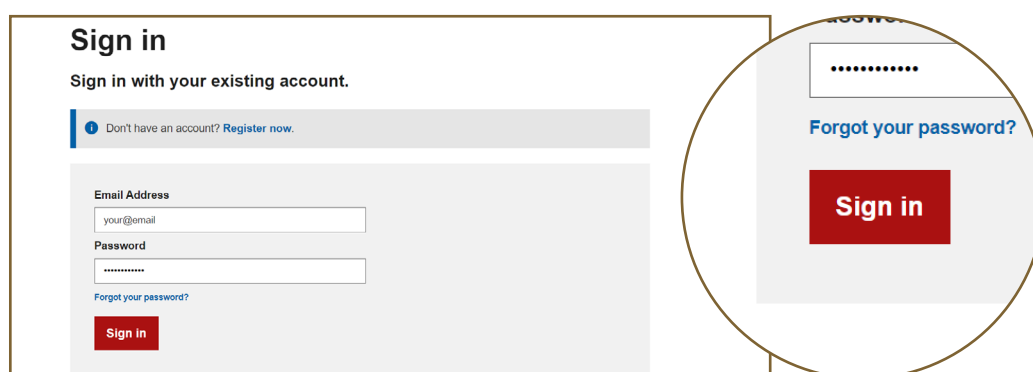 Sign in
Sign in with your existing account.
Don't have an account? Register now.
Email Address
your@email
Password
••••••••••••
Forgot your password?
Sign in
••••••••••••
Forgot your password?
Sign in